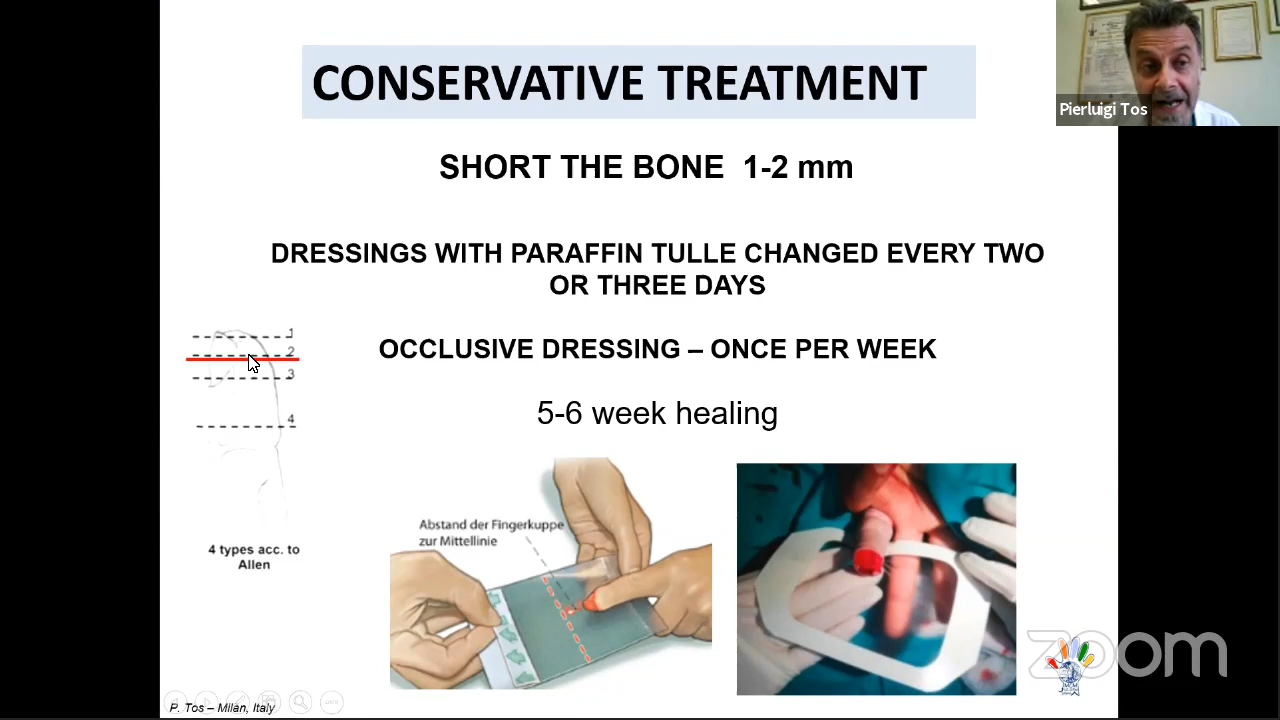 CONSERVATIVE TREATMENT
Pierluigi Tos
SHORT THE BONE 1-2 mm
DRESSINGS WITH PARAFFIN TULLE CHANGED EVERY TWO
OR THREE DAYS
1
2
3
4
OCCLUSIVE DRESSING – ONCE PER WEEK
5-6 week healing
4 types acc. to
Allen
Abstand der Fingerkuppe
zur Mittellinie
zoom
P. Tos – Milan, Italy